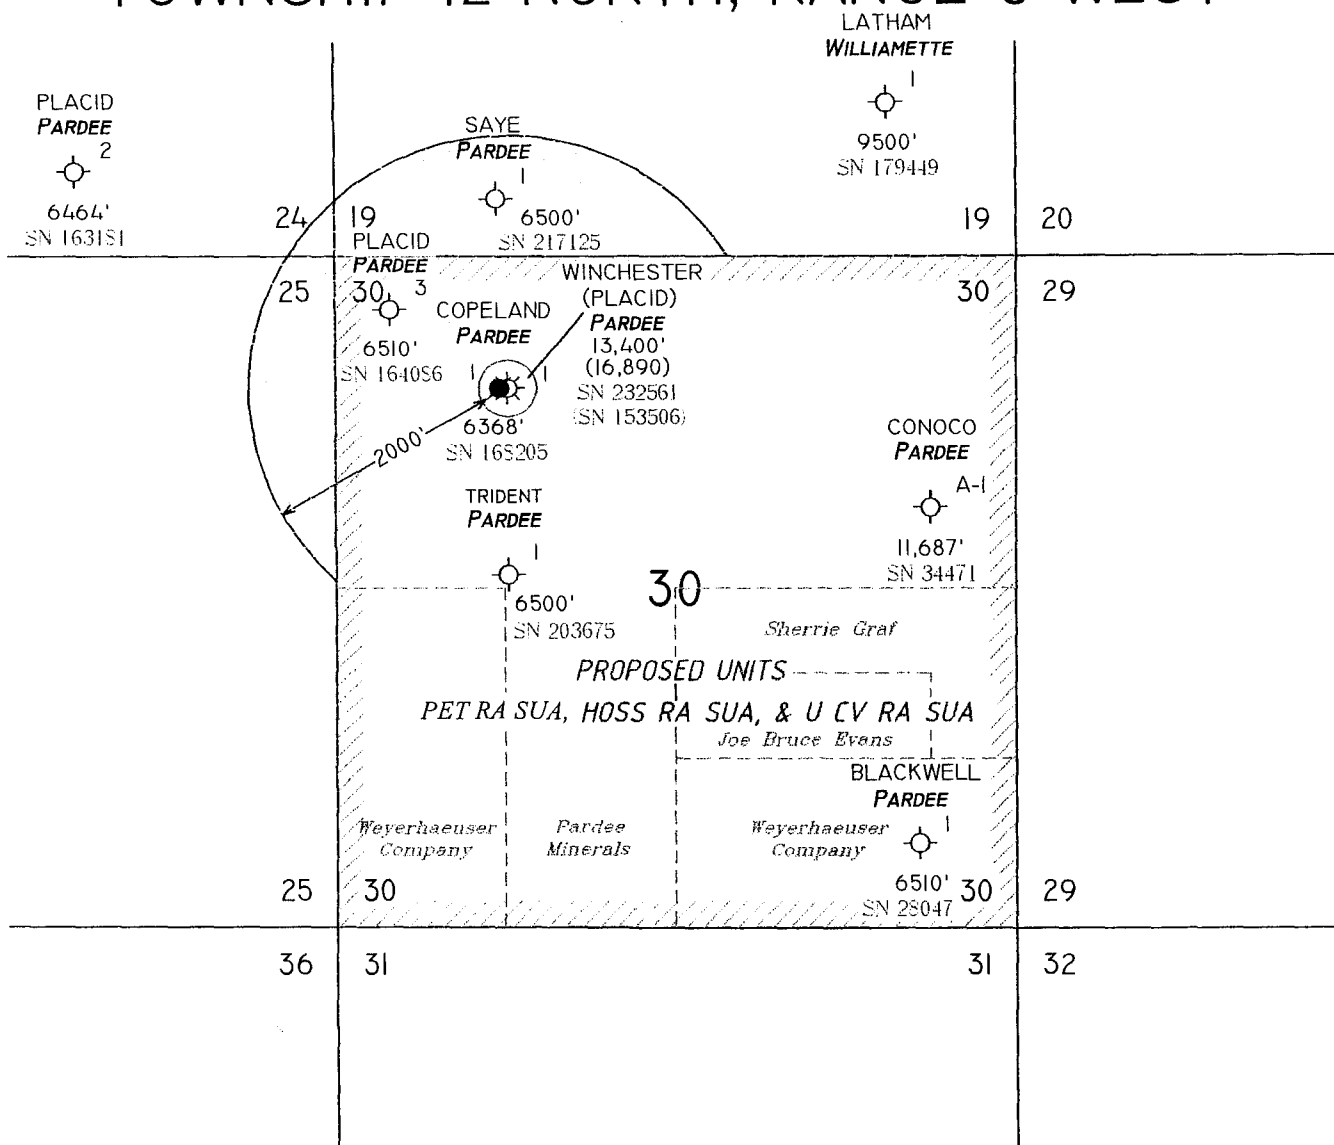 LATHAM
WILLIAMETTE
1
9500'
SN 179449
PLACID
PARDEE
2
6464'
SN 163151
SAYE
PARDEE
1
6500'
SN 217125
24
19
19
20
PLACID
PARDEE
3
6510'
SN 164056
25
30
30
29
COPELAND
PARDEE
1
6368'
SN 168205
WINCHESTER
(PLACID)
PARDEE
13,400'
(16,890)
SN 232561
(SN 153506)
1
2000'
CONOCO
PARDEE
A-1
11,687'
SN 34471
TRIDENT
PARDEE
1
6500'
SN 203675
30
Sherrie Graf
PROPOSED UNITS
PET RA SUA, HOSS RA SUA, & U CV RA SUA
Joe Bruce Evans
BLACKWELL
PARDEE
1
6510'
SN 28047
Weyerhaeuser
Company
Pardee
Minerals
Weyerhaeuser
Company
25
30
30
29
36
31
31
32